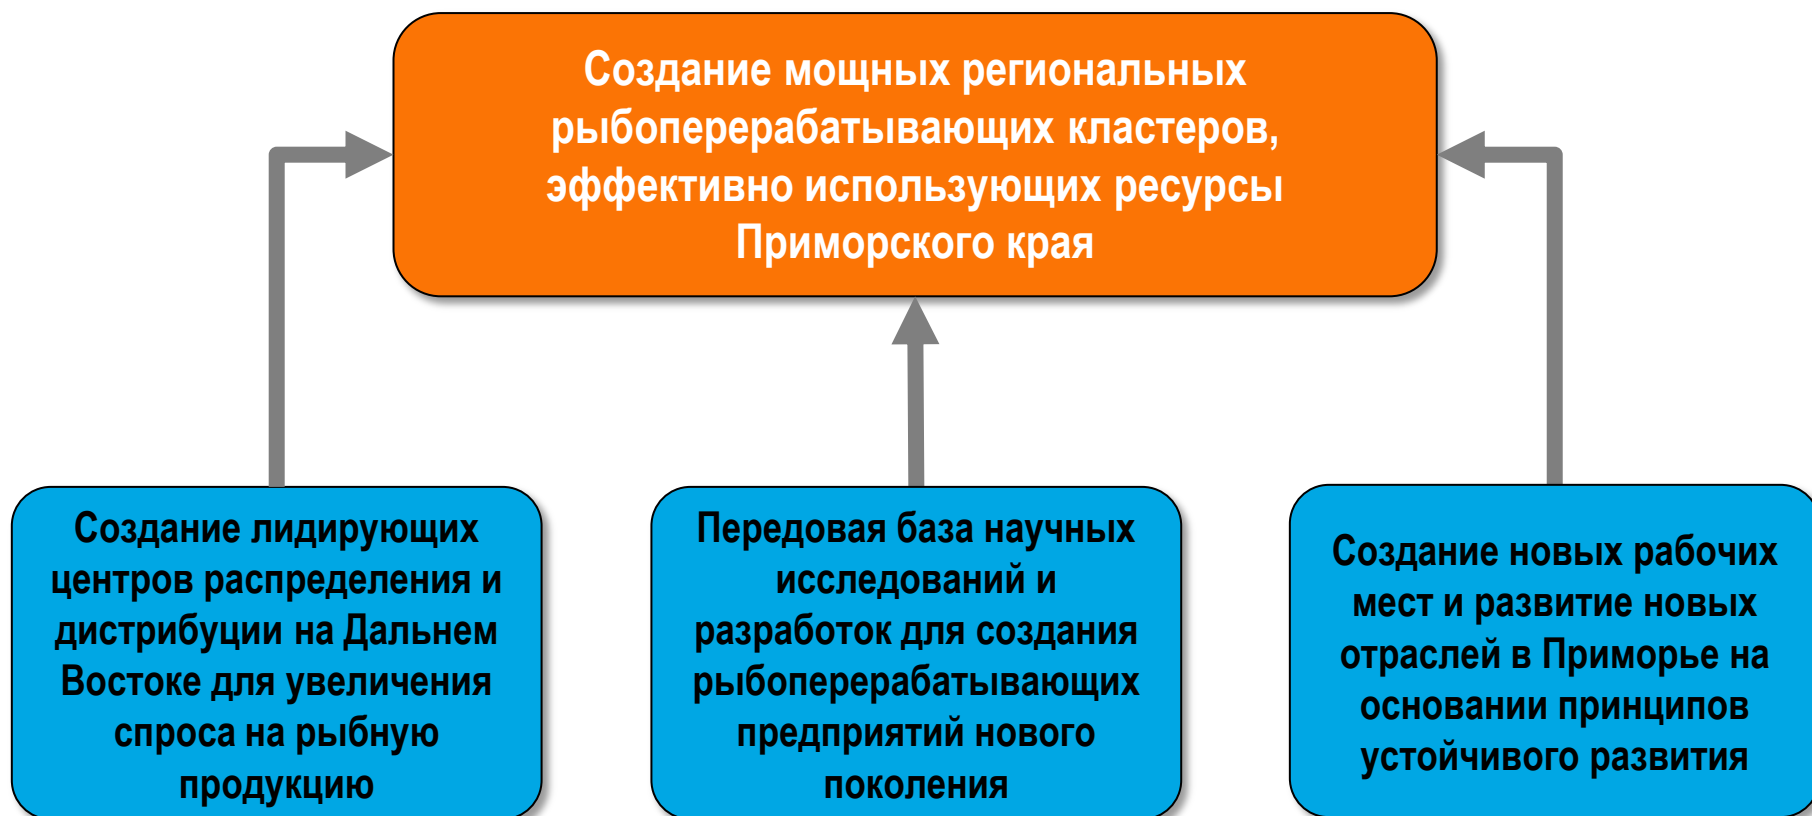 Создание мощных региональных
рыбоперерабатывающих кластеров,
эффективно использующих ресурсы
Приморского края
Создание лидирующих
центров распределения и
дистрибуции на Дальнем
Востоке для увеличения
спроса на рыбную
продукцию
Передовая база научных
исследований и
разработок для создания
рыбоперерабатывающих
предприятий нового
поколения
Создание новых рабочих
мест и развитие новых
отраслей в Приморье на
основании принципов
устойчивого развития